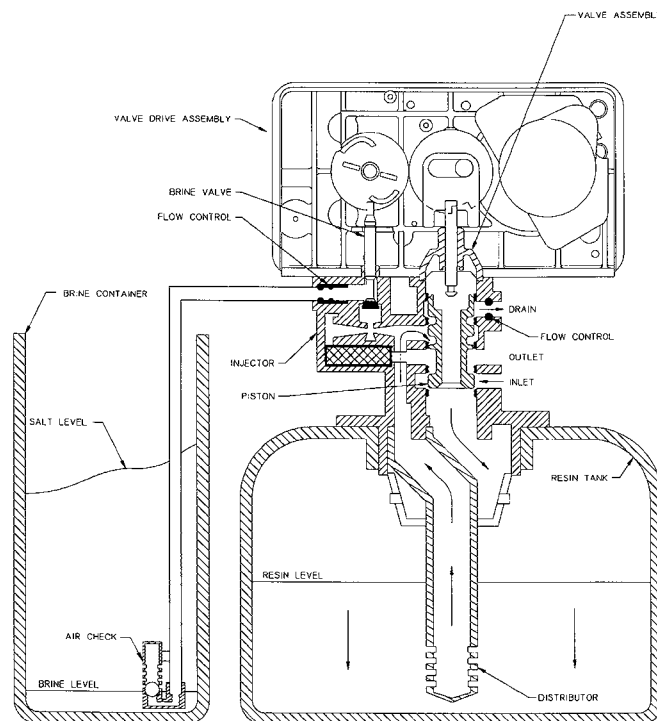 VALVE ASSEMBLY
VALVE DRIVE ASSEMBLY
BRINE VALVE
FLOW CONTROL
BRINE CONTAINER
DRAIN
FLOW CONTROL
INJECTOR
OUTLET
PISTON
INLET
SALT LEVEL
RESIN TANK
RESIN LEVEL
AIR CHECK
BRINE LEVEL
DISTRIBUTOR